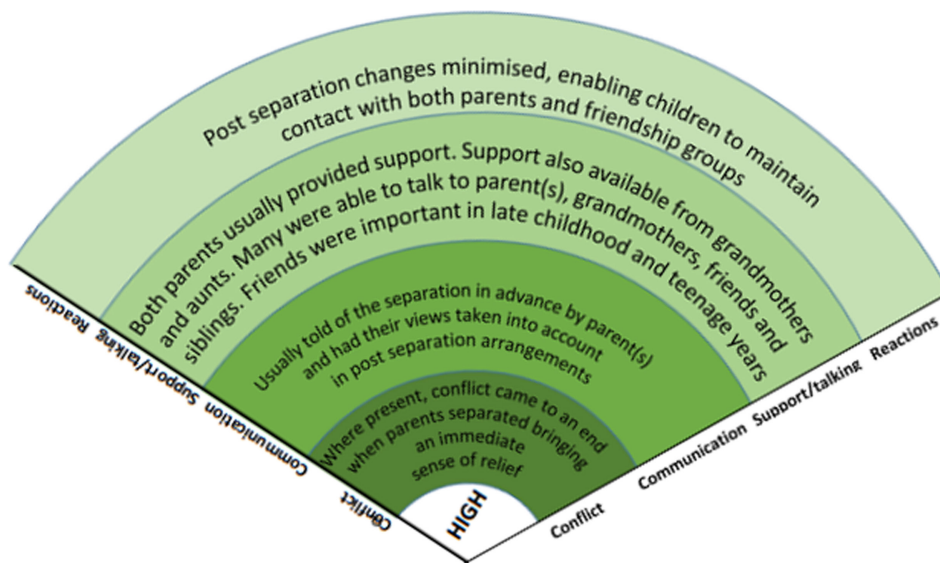 Post separation changes minimised, enabling children to maintain
contact with both parents and friendship groups
Both parents usually provided support. Support also available from grandmothers
and aunts. Many were able to talk to parent(s), grandmothers, friends and
siblings. Friends were important in late childhood and teenage years
Usually told of the separation in advance by parent(s)
and had their views taken into account
in post separation arrangements
Where present, conflict came to an end
when parents separated bringing
an immediate
sense of relief
HIGH
Reactions
Support/talking
Communication
Conflict
Conflict
Communication
Support/talking
Reactions